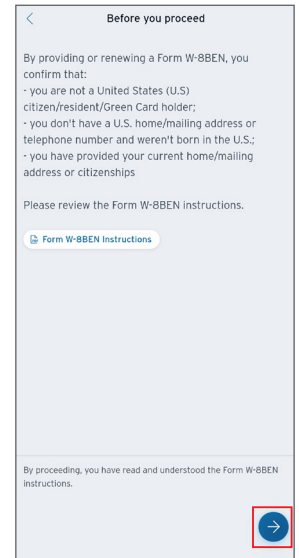 Before you proceed
By providing or renewing a Form W-8BEN, you
confirm that:
- you are not a United States (U.S)
citizen/resident/Green Card holder;
- you don't have a U.S. home/mailing address or
telephone number and weren't born in the U.S.;
- you have provided your current home/mailing
address or citizenships
Please review the Form W-8BEN instructions.
Form W-8BEN Instructions
By proceeding, you have read and understood the Form W-8BEN
instructions.